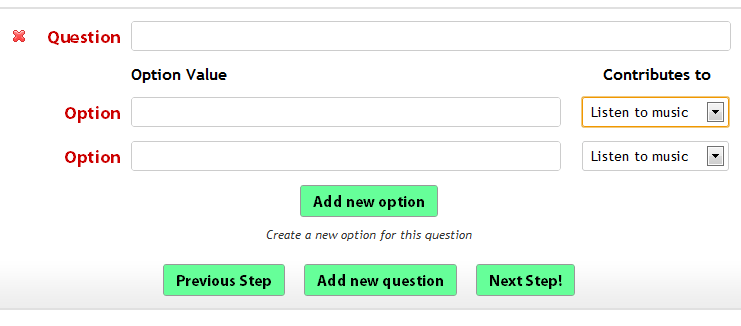 Question
Option Value Contributes to
Option Listen to music
Option Listen to music
Add new option
Create a new option for this question
Previous Step Add new question Next Step!